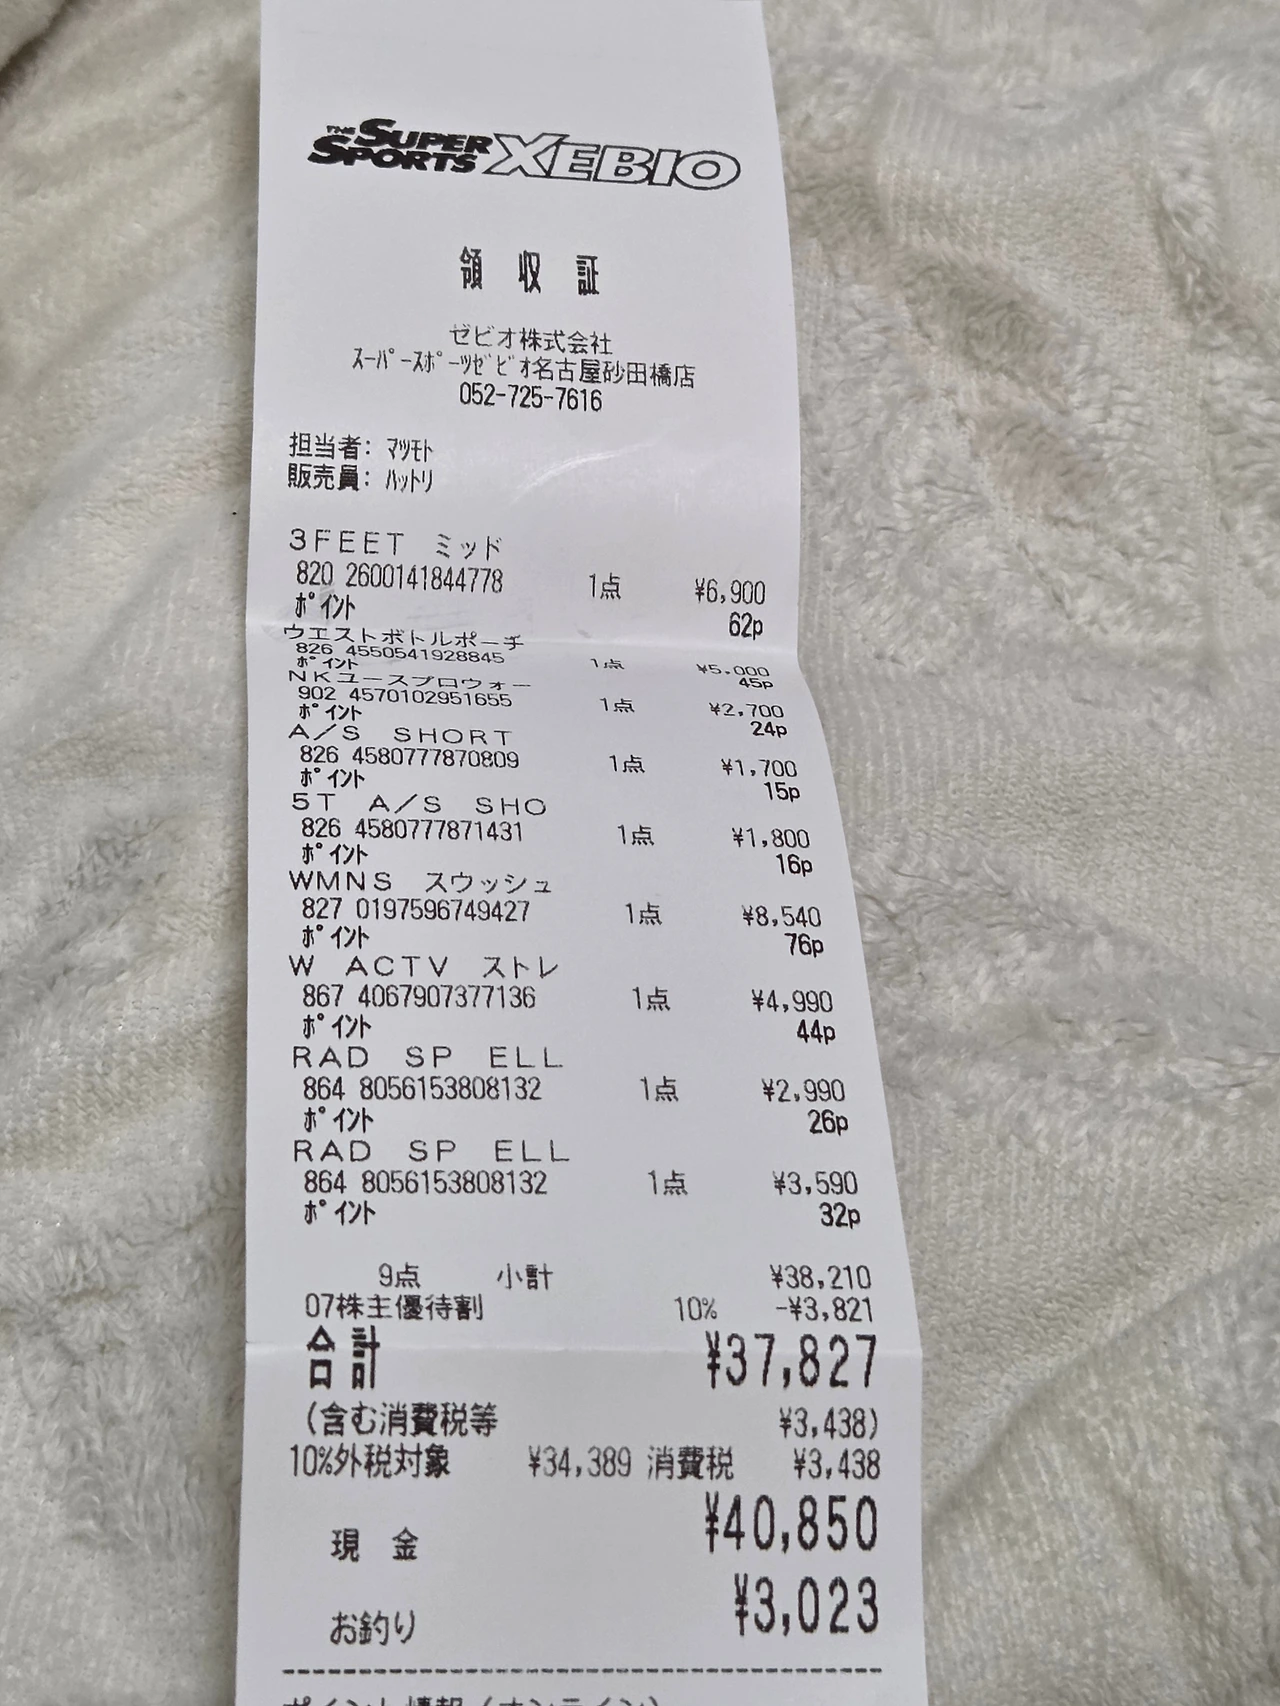 THE SUPER SPORTS XEBIO
領収証
ゼビオ株式会社
ｽｰﾊﾟｰｽﾎﾟｰﾂｾﾞﾋﾞｵ名古屋砂田橋店
052-725-7616
担当者: ﾏﾂﾓﾄ
販売員: ﾊｯﾄﾘ
３ＦＥＥＴ　ミッド
820 2600141844778 1点 ¥6,900
ﾎﾟｲﾝﾄ 62p
ウエストボトルポーチ
826 4550541928845 1点 ¥5,000
ﾎﾟｲﾝﾄ 45p
ＮＫユースプロウォー
902 4570102951655 1点 ¥2,700
ﾎﾟｲﾝﾄ 24p
Ａ／Ｓ　ＳＨＯＲＴ
826 4580777870809 1点 ¥1,700
ﾎﾟｲﾝﾄ 15p
５Ｔ　Ａ／Ｓ　ＳＨＯ
826 4580777871431 1点 ¥1,800
ﾎﾟｲﾝﾄ 16p
ＷＭＮＳ　スウッシュ
827 0197596749427 1点 ¥8,540
ﾎﾟｲﾝﾄ 76p
Ｗ　ＡＣＴＶ　ストレ
867 4067907377136 1点 ¥4,990
ﾎﾟｲﾝﾄ 44p
ＲＡＤ　ＳＰ　ＥＬＬ
864 8056153808132 1点 ¥2,990
ﾎﾟｲﾝﾄ 26p
ＲＡＤ　ＳＰ　ＥＬＬ
864 8056153808132 1点 ¥3,590
ﾎﾟｲﾝﾄ 32p
9点 小計 ¥38,210
07株主優待割 10% -¥3,821
合計 ¥37,827
(含む消費税等 ¥3,438)
10%外税対象 ¥34,389 消費税 ¥3,438
現金 ¥40,850
お釣り ¥3,023
ポイント情報(オンライン)